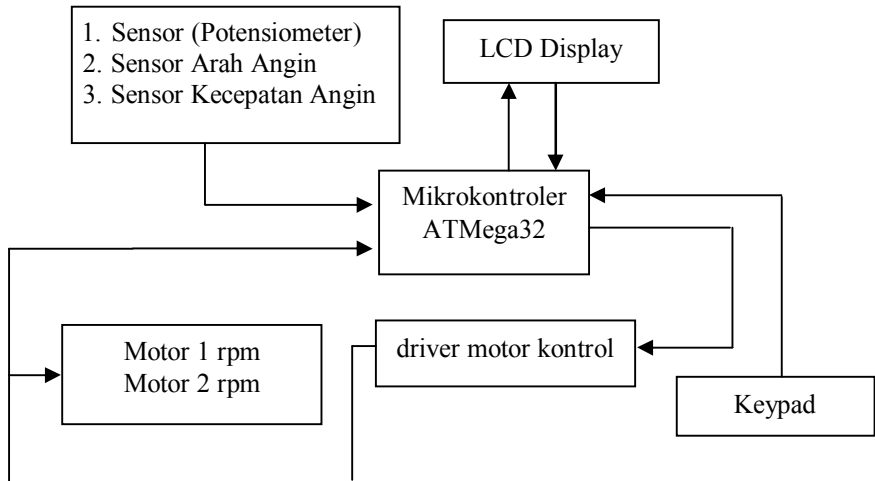 1. Sensor (Potensiometer)
2. Sensor Arah Angin
3. Sensor Kecepatan Angin
LCD Display
Mikrokontroler
ATMega32
Motor 1 rpm
Motor 2 rpm
driver motor kontrol
Keypad